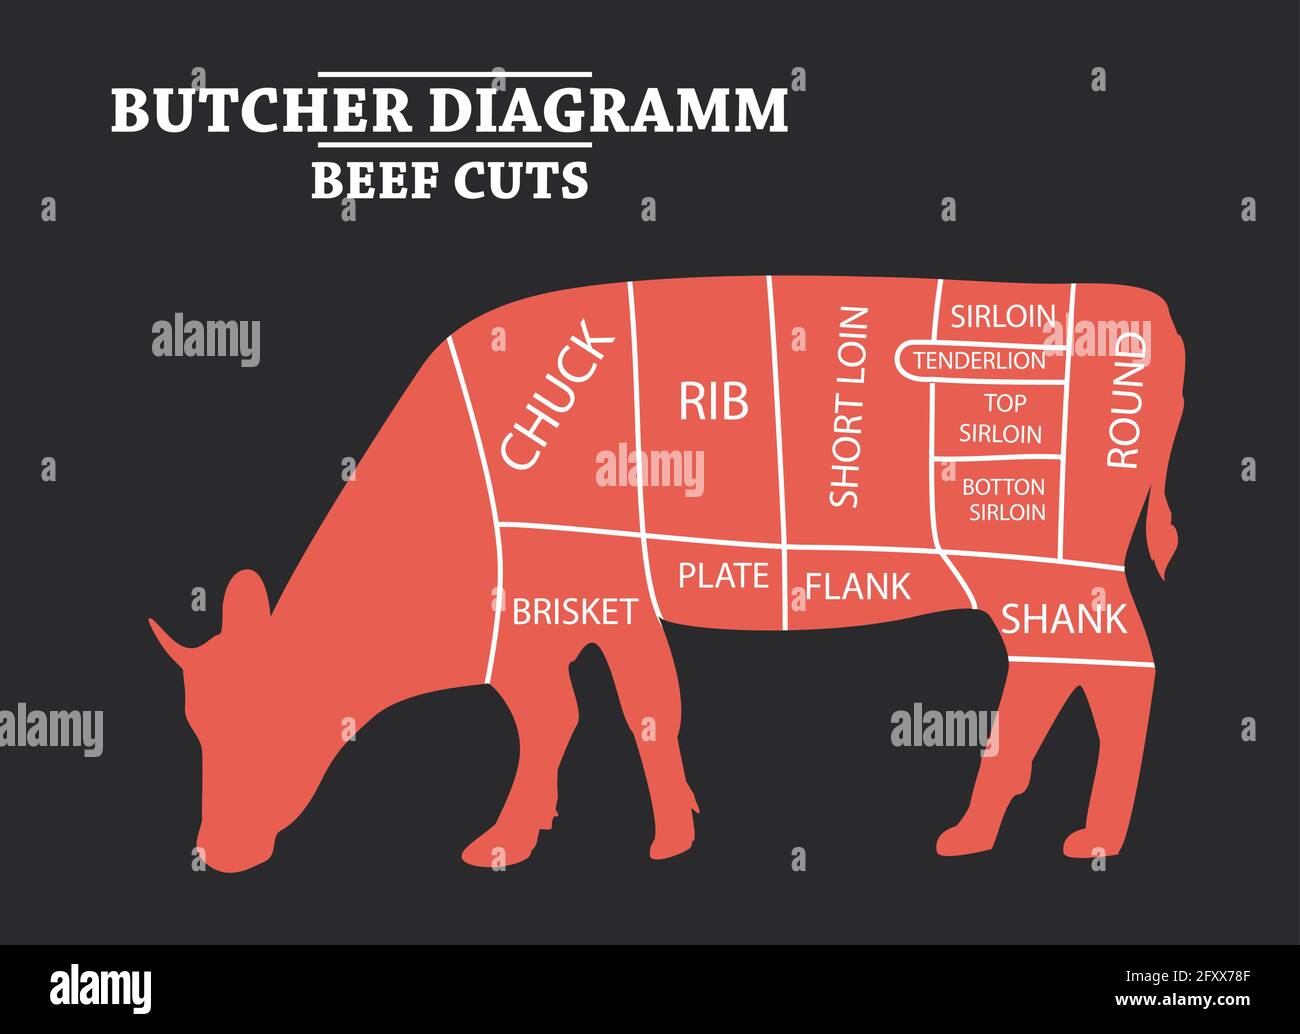 BUTCHER DIAGRAMM
BEEF CUTS
CHUCK
RIB
SHORT LOIN
SIRLOIN
TENDERLION
TOP
SIRLOIN
BOTTON
SIRLOIN
ROUND
BRISKET
PLATE
FLANK
SHANK
alamy
alamy
alamy
alamy
alamy
a
a
a
a
a
a
a
a
a
a
a
a
a
a
alamy
Image ID: 2FXX78F
www.alamy.com